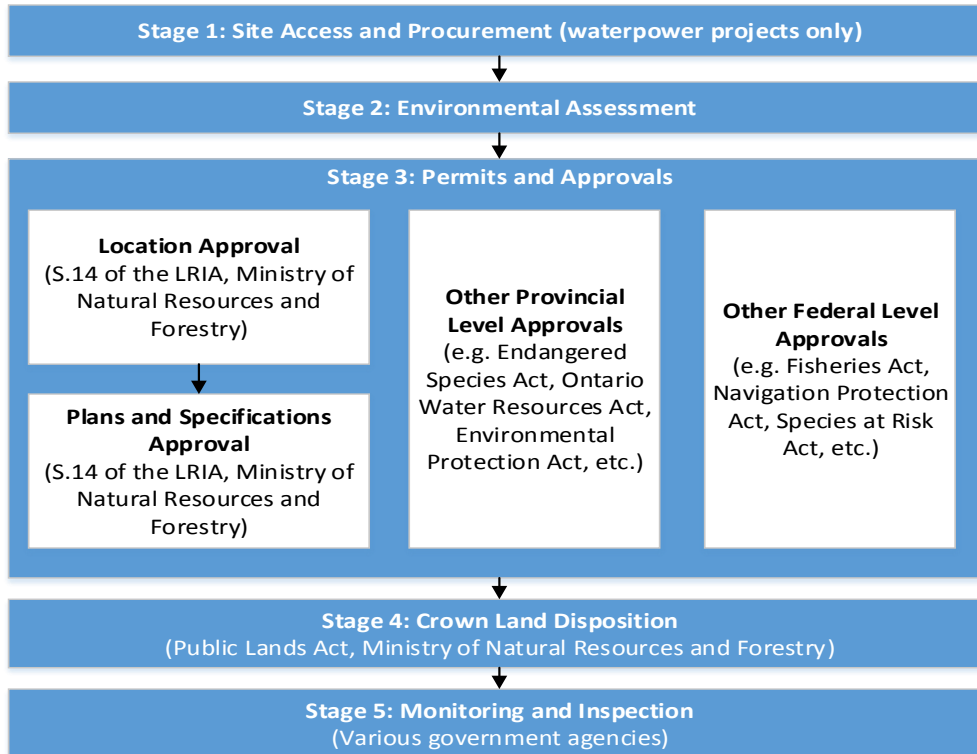 Stage 1: Site Access and Procurement (waterpower projects only)
Stage 2: Environmental Assessment
Stage 3: Permits and Approvals
Location Approval
(S.14 of the LRIA, Ministry of
Natural Resources and
Forestry)
Plans and Specifications
Approval
(S.14 of the LRIA, Ministry of
Natural Resources and
Forestry)
Other Provincial
Level Approvals
(e.g. Endangered
Species Act, Ontario
Water Resources Act,
Environmental
Protection Act, etc.)
Other Federal Level
Approvals
(e.g. Fisheries Act,
Navigation Protection
Act, Species at Risk
Act, etc.)
Stage 4: Crown Land Disposition
(Public Lands Act, Ministry of Natural Resources and Forestry)
Stage 5: Monitoring and Inspection
(Various government agencies)